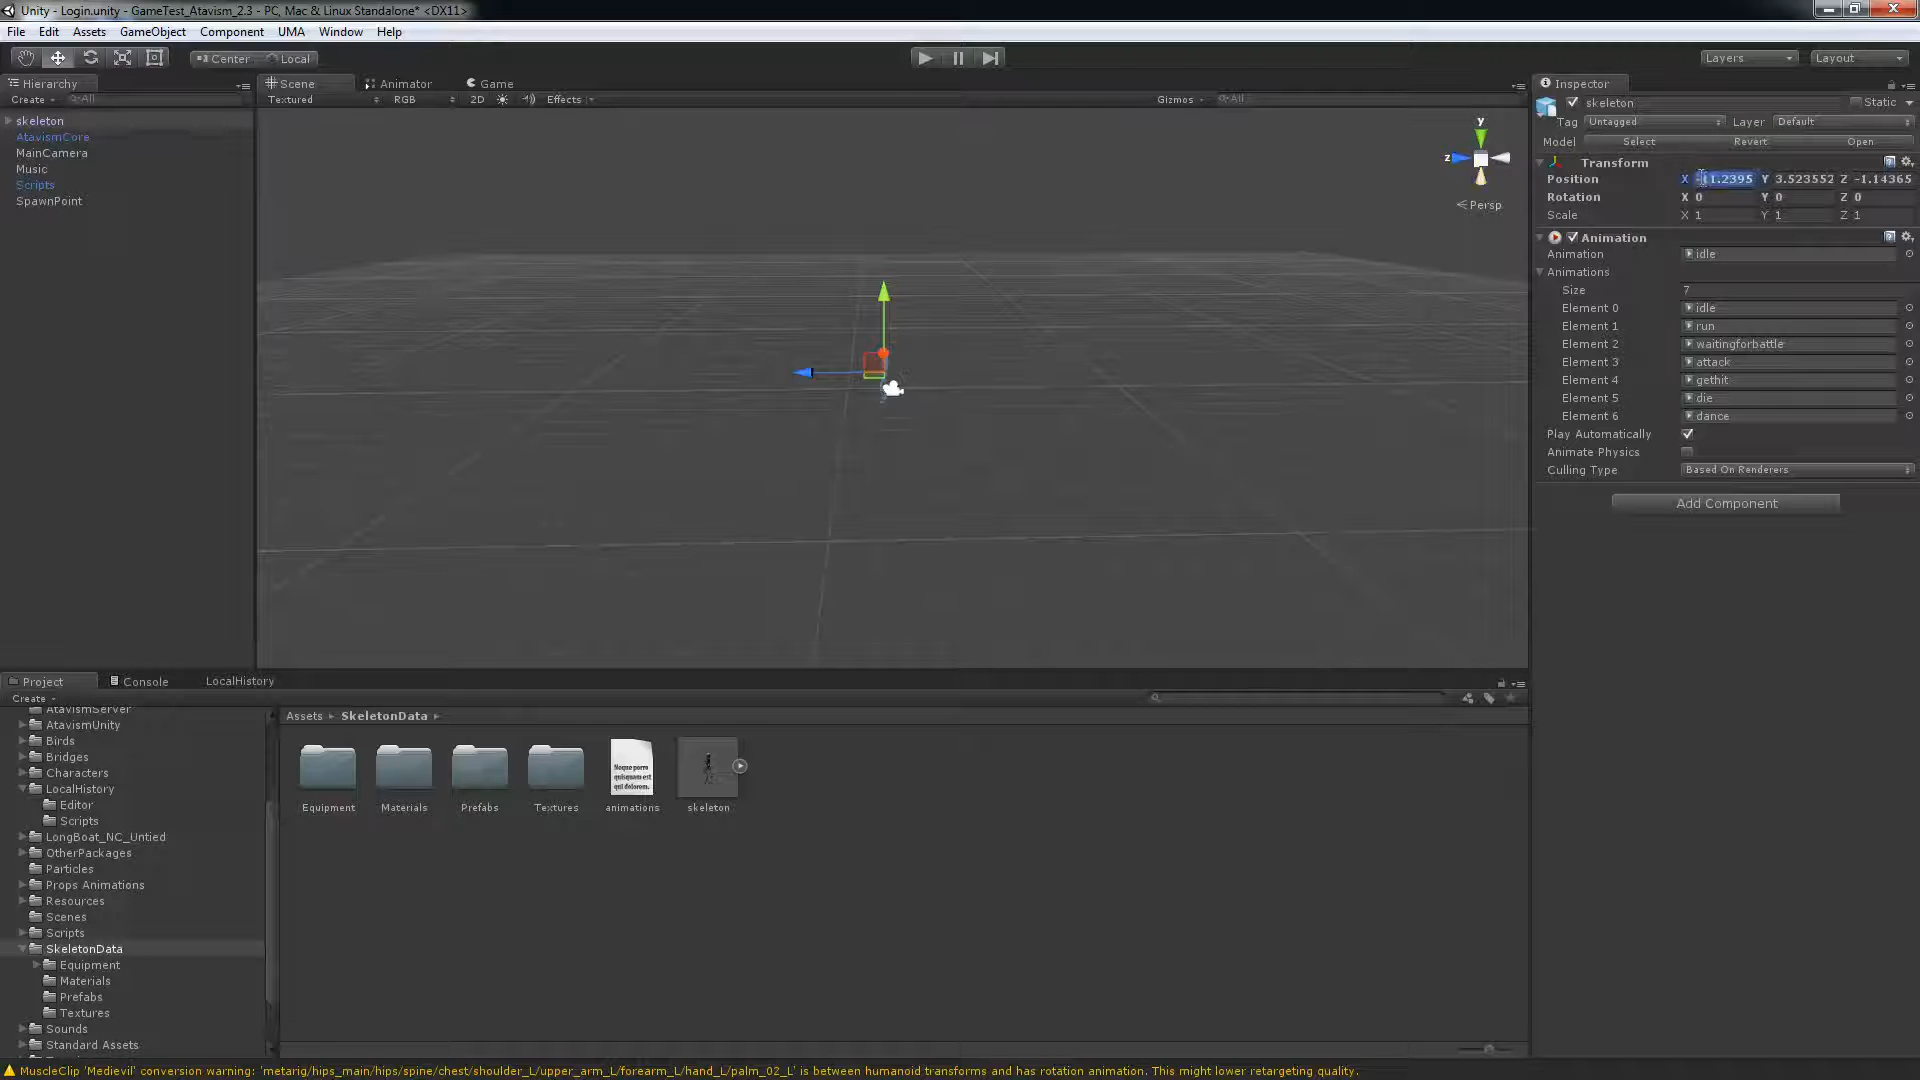 Unity - Login.unity - GameTest_Atavism_2.3 - PC, Mac & Linux Standalone* <DX11>
File Edit Assets GameObject Component UMA Window Help
Center Local Layers Layout
Hierarchy
Create All
skeleton
AtavismCore
MainCamera
Music
Scripts
SpawnPoint
Scene Animator Game
Textured RGB 2D Effects Gizmos All
y
z
Persp
Inspector
skeleton Static
Tag Untagged Layer Default
Model Select Revert Open
Transform
Position X 1.2395 Y 3.523552 Z -1.14365
Rotation X 0 Y 0 Z 0
Scale X 1 Y 1 Z 1
Animation
Animation idle
Animations
Size 7
Element 0 idle
Element 1 run
Element 2 waitingforbattle
Element 3 attack
Element 4 gethit
Element 5 die
Element 6 dance
Play Automatically
Animate Physics
Culling Type Based On Renderers
Add Component
Project Console LocalHistory
Create
AtavismServer
AtavismUnity
Birds
Bridges
Characters
LocalHistory
Editor
Scripts
LongBoat_NC_Untied
OtherPackages
Particles
Props Animations
Resources
Scenes
Scripts
SkeletonData
Equipment
Materials
Prefabs
Textures
Sounds
Standard Assets
Assets SkeletonData
Neque porro
quisquam est
qui dolorem.
Equipment Materials Prefabs Textures animations skeleton
MuscleClip 'Medievil' conversion warning: 'metarig/hips_main/hips/spine/chest/shoulder_L/upper_arm_L/forearm_L/hand_L/palm_02_L' is between humanoid transforms and has rotation animation. This might lower retargeting quality.